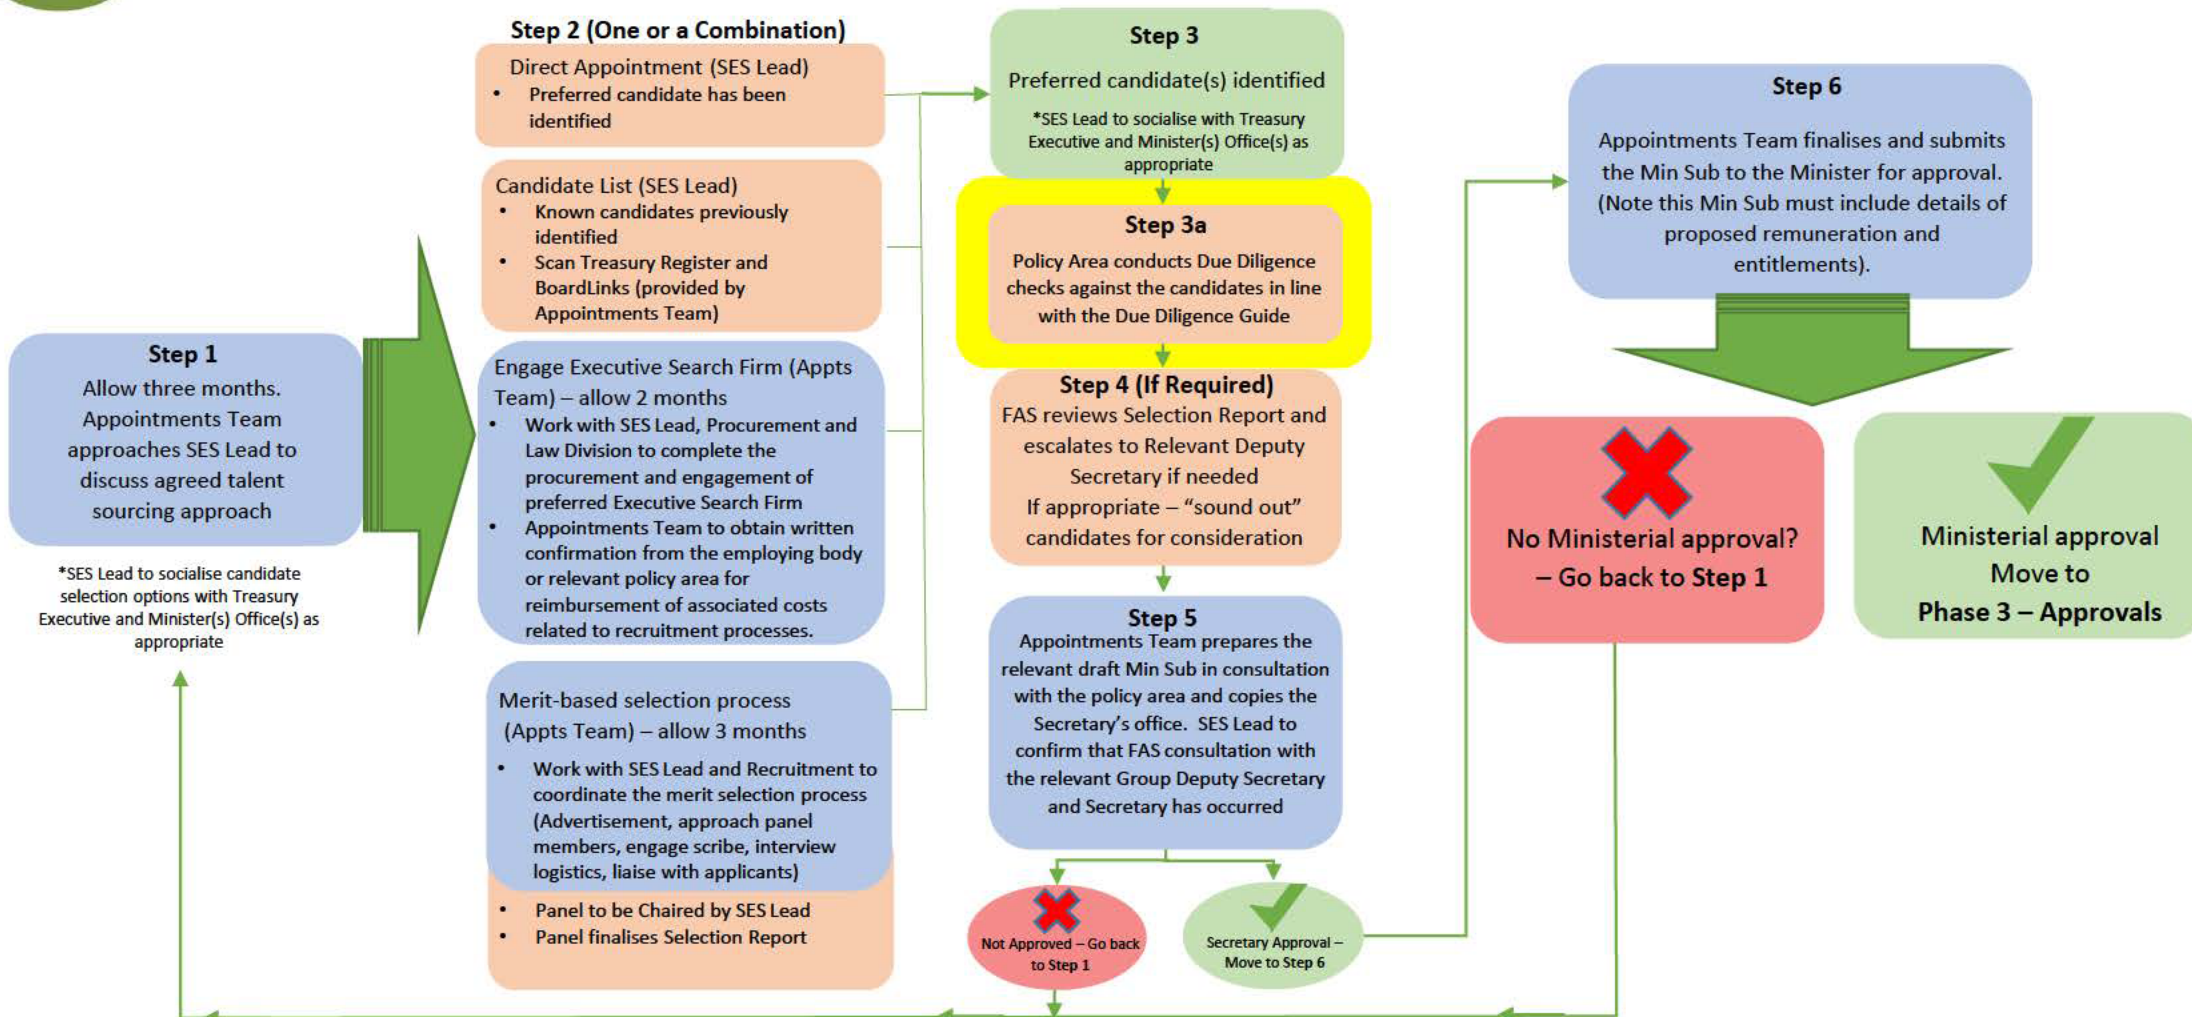 Step 1
Allow three months.
Appointments Team
approaches SES Lead to
discuss agreed talent
sourcing approach
*SES Lead to socialise candidate
selection options with Treasury
Executive and Minister(s) Office(s) as
appropriate
Step 2 (One or a Combination)
Direct Appointment (SES Lead)
• Preferred candidate has been
identified
Candidate List (SES Lead)
• Known candidates previously
identified
• Scan Treasury Register and
BoardLinks (provided by
Appointments Team)
Engage Executive Search Firm (Appts
Team) – allow 2 months
• Work with SES Lead, Procurement and
Law Division to complete the
procurement and engagement of
preferred Executive Search Firm
• Appointments Team to obtain written
confirmation from the employing body
or relevant policy area for
reimbursement of associated costs
related to recruitment processes.
Merit-based selection process
(Appts Team) – allow 3 months
• Work with SES Lead and Recruitment to
coordinate the merit selection process
(Advertisement, approach panel
members, engage scribe, interview
logistics, liaise with applicants)
• Panel to be Chaired by SES Lead
• Panel finalises Selection Report
Step 3
Preferred candidate(s) identified
*SES Lead to socialise with Treasury
Executive and Minister(s) Office(s) as
appropriate
Step 3a
Policy Area conducts Due Diligence
checks against the candidates in line
with the Due Diligence Guide
Step 4 (If Required)
FAS reviews Selection Report and
escalates to Relevant Deputy
Secretary if needed
If appropriate – “sound out”
candidates for consideration
Step 5
Appointments Team prepares the
relevant draft Min Sub in consultation
with the policy area and copies the
Secretary’s office. SES Lead to
confirm that FAS consultation with
the relevant Group Deputy Secretary
and Secretary has occurred
Not Approved – Go back
to Step 1
Secretary Approval –
Move to Step 6
Step 6
Appointments Team finalises and submits
the Min Sub to the Minister for approval.
(Note this Min Sub must include details of
proposed remuneration and
entitlements).
No Ministerial approval?
– Go back to Step 1
Ministerial approval
Move to
Phase 3 – Approvals